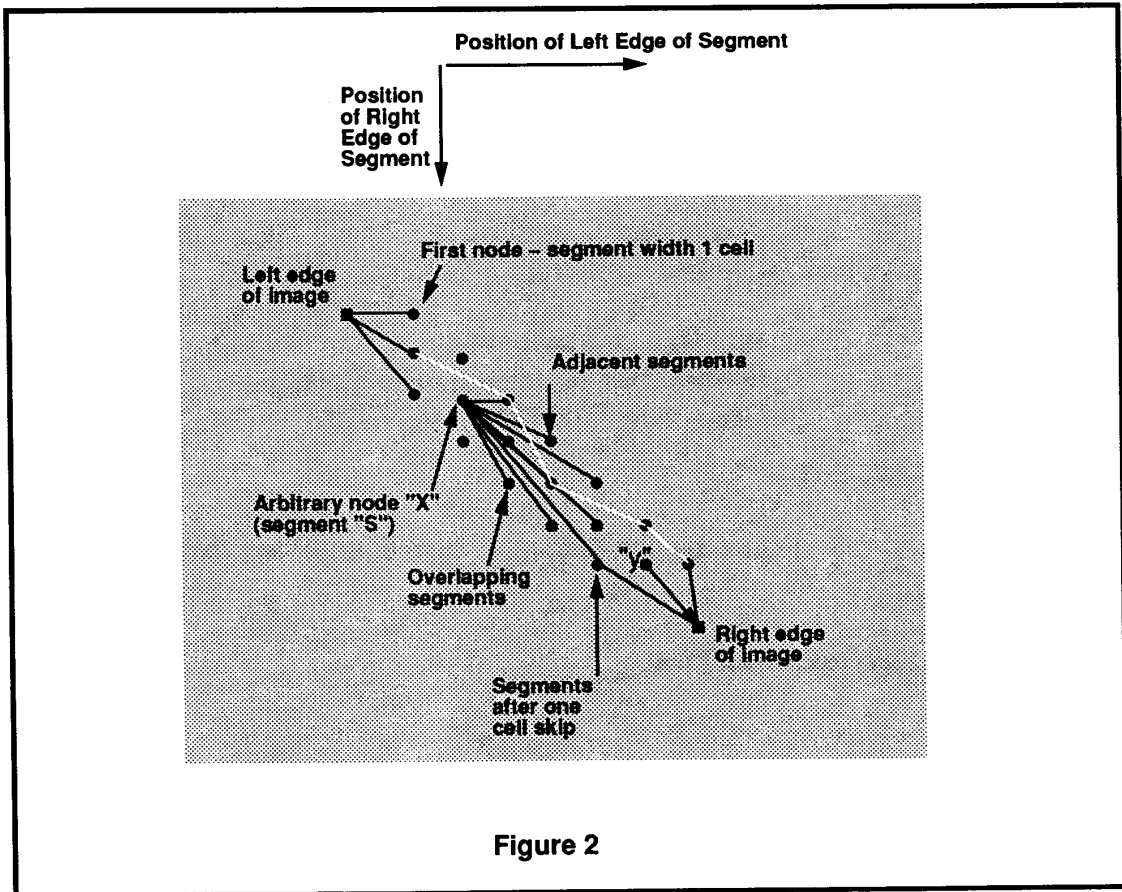 Position of Left Edge of Segment
Position
of Right
Edge of
Segment
First node – segment width 1 cell
Left edge
of image
Adjacent segments
Arbitrary node "X"
(segment "S")
"y"
Overlapping
segments
Right edge
of image
Segments
after one
cell skip
Figure 2